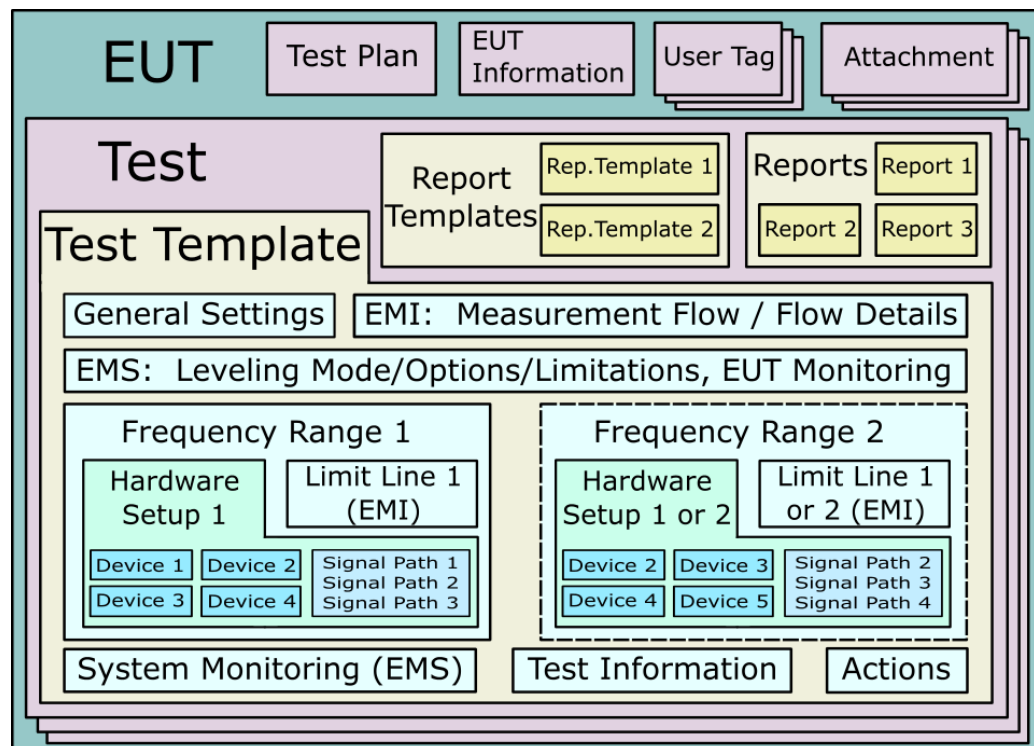 EUT
Test Plan
EUT
Information
User Tag
Attachment
Test
Report
Templates
Rep.Template 1
Rep.Template 2
Reports
Report 1
Report 2
Report 3
Test Template
General Settings
EMI:  Measurement Flow / Flow Details
EMS:  Leveling Mode/Options/Limitations, EUT Monitoring
Frequency Range 1
Hardware
Setup 1
Limit Line 1
(EMI)
Device 1
Device 2
Device 3
Device 4
Signal Path 1
Signal Path 2
Signal Path 3
Frequency Range 2
Hardware
Setup 1 or 2
Limit Line 1
or 2 (EMI)
Device 2
Device 3
Device 4
Device 5
Signal Path 2
Signal Path 3
Signal Path 4
System Monitoring (EMS)
Test Information
Actions